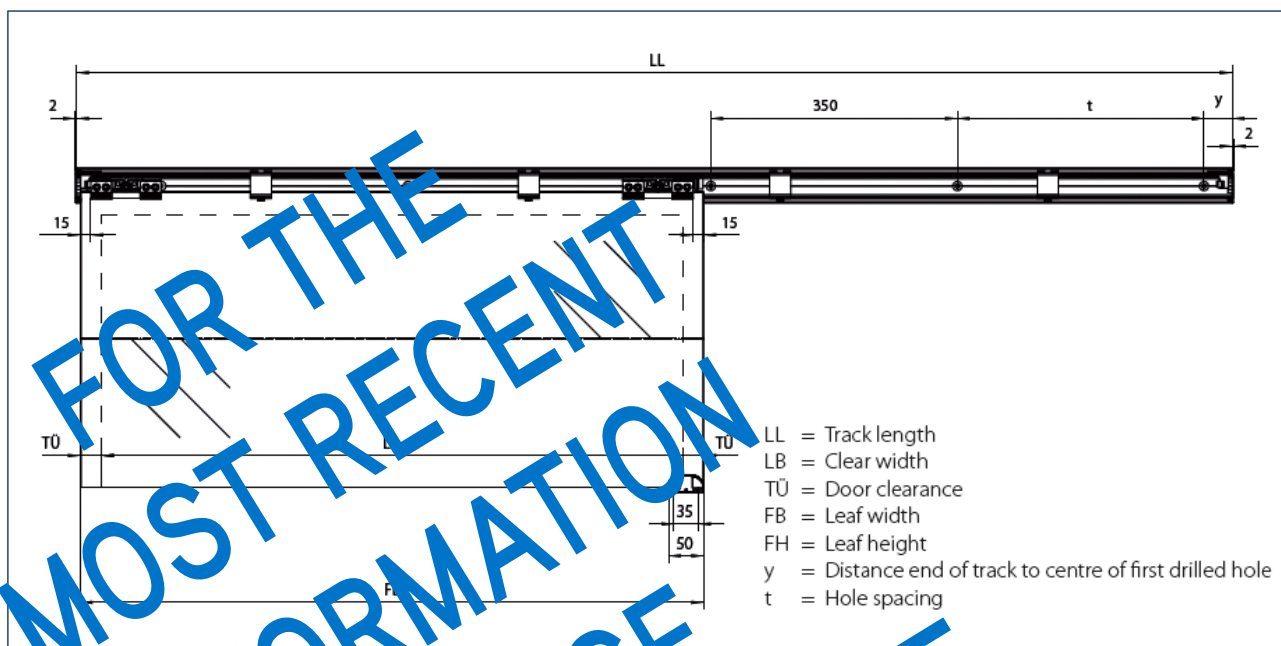 LL
2
350
t
y
2
15
15
FOR THE
MOST RECENT
TÜ
TÜ
LL = Track length
LB = Clear width
TÜ = Door clearance
FB = Leaf width
FH = Leaf height
y = Distance end of track to centre of first drilled hole
t = Hole spacing
35
50